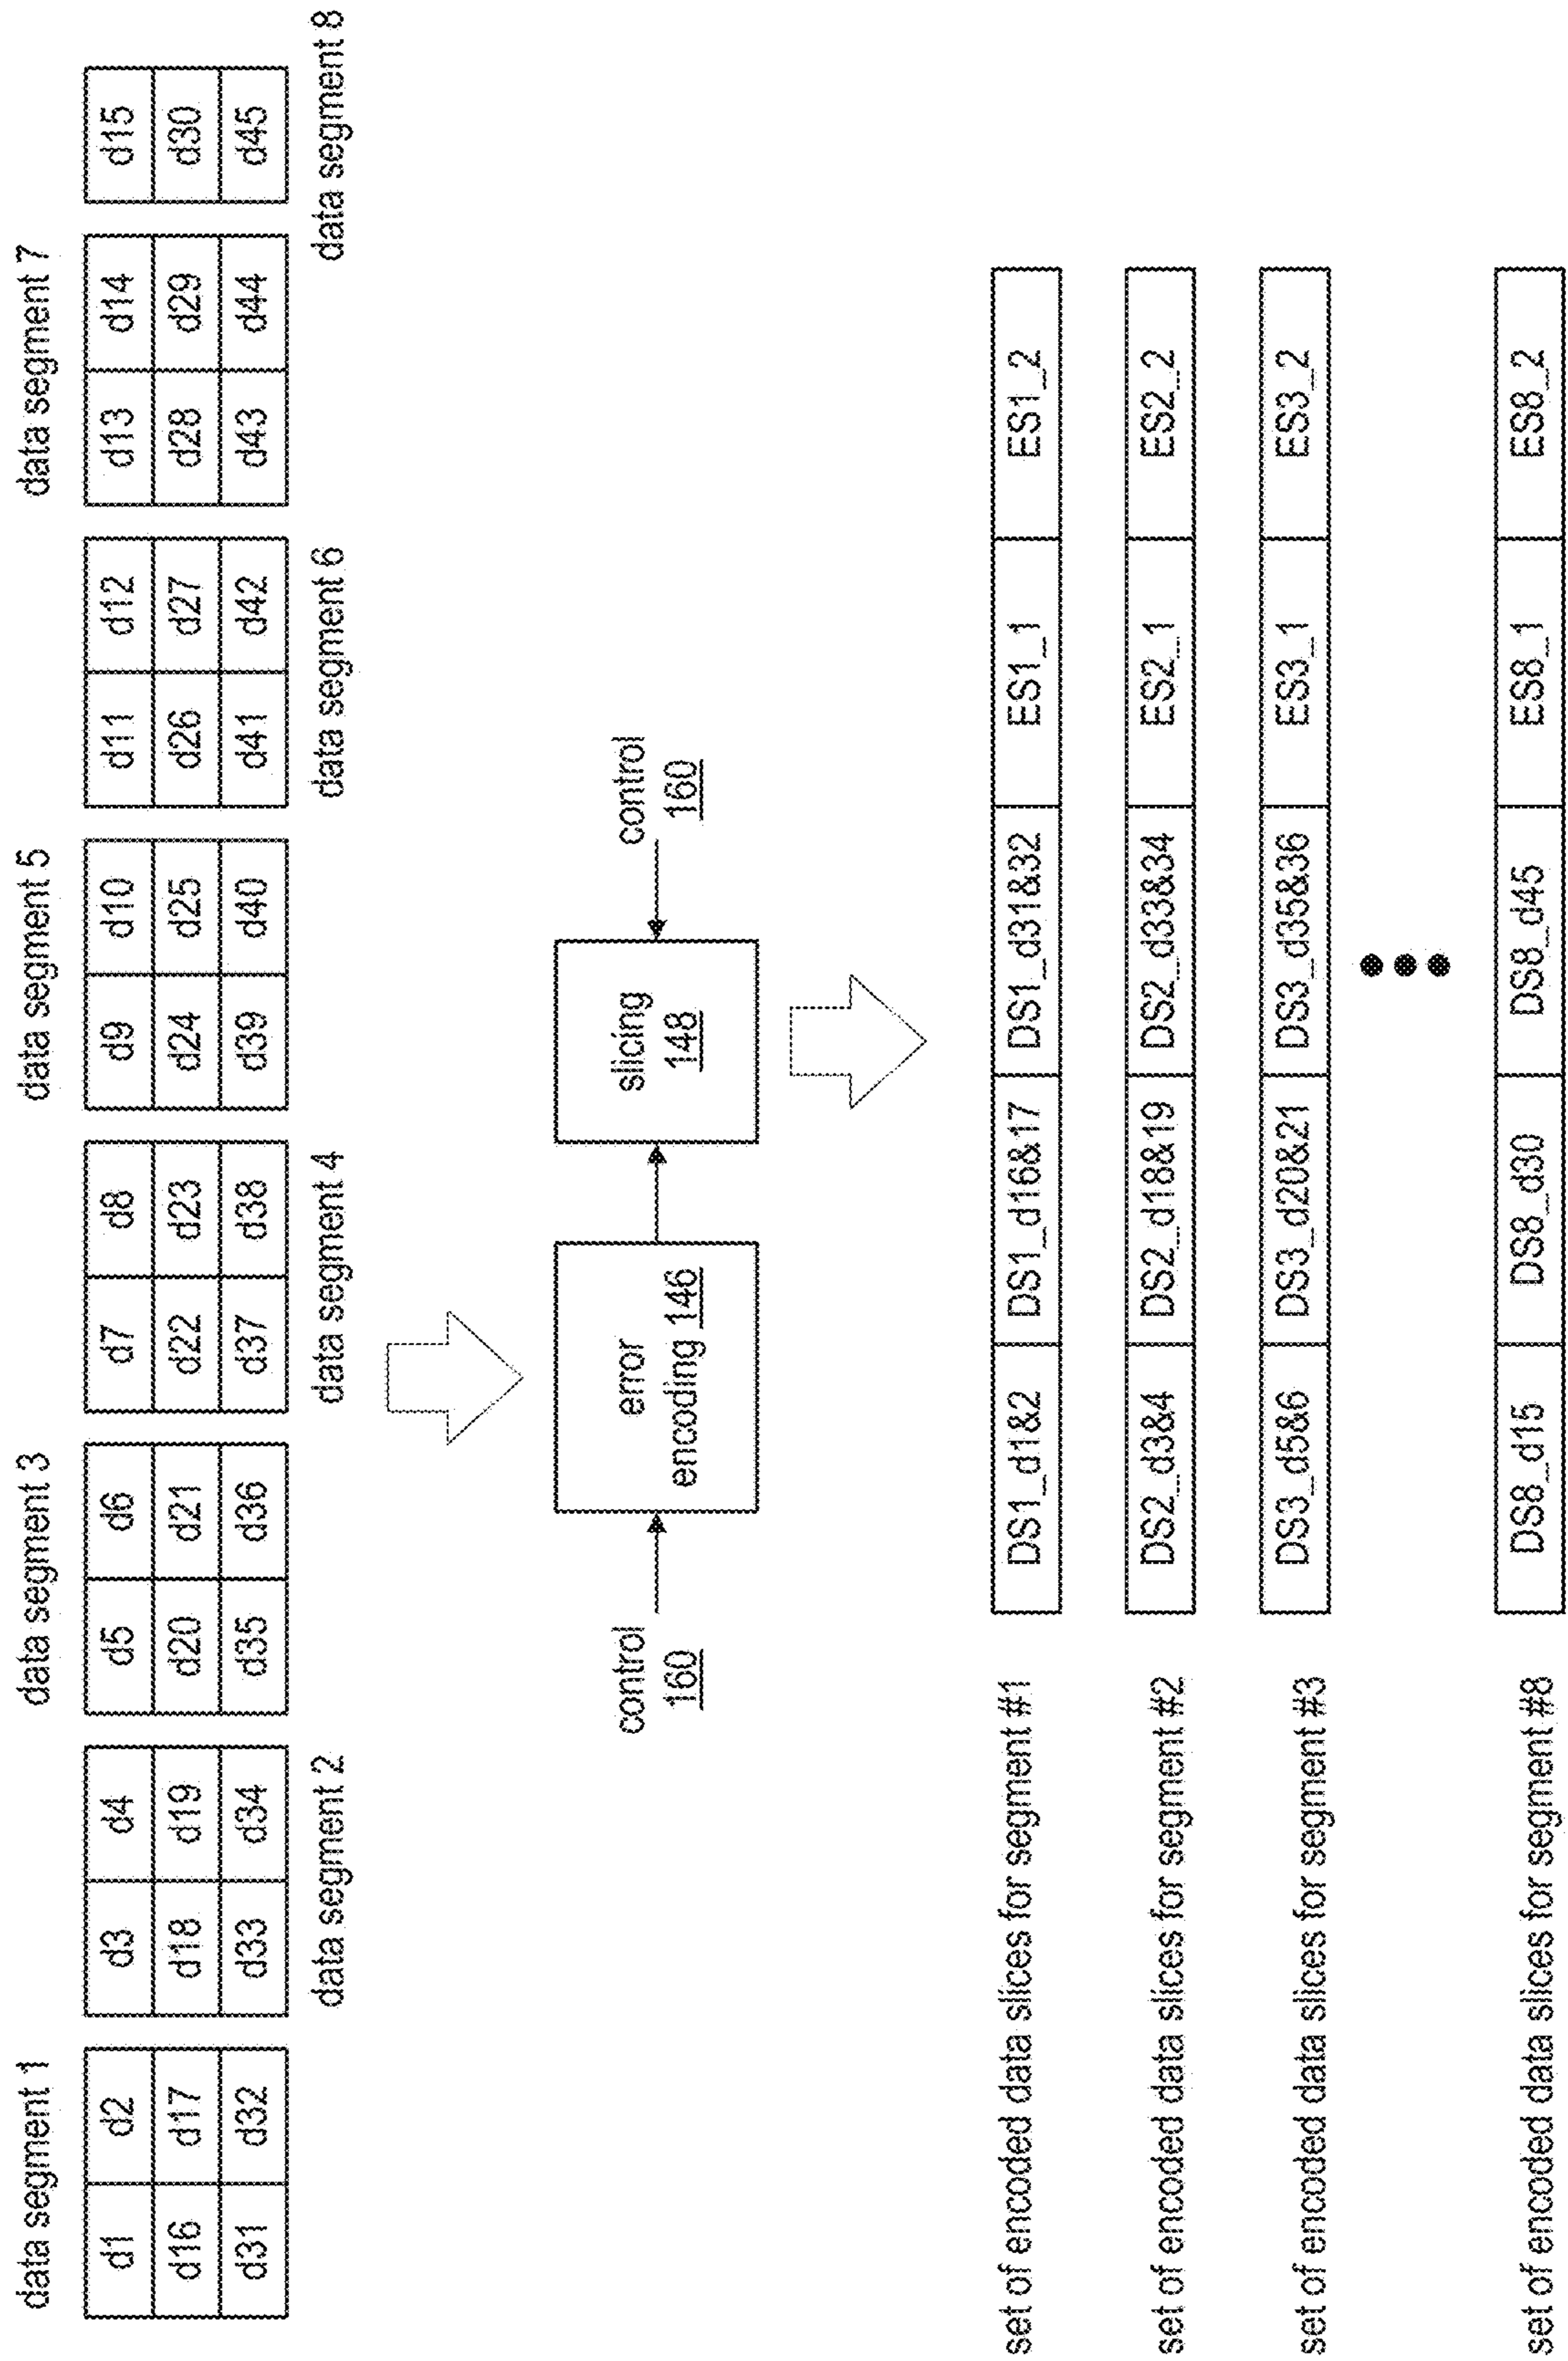 data segment 1
data segment 3
data segment 5
data segment 7
d1 d2 d3 d4 d5 d6 d7 d8 d9 d10 d11 d12 d13 d14 d15
d16 d17 d18 d19 d20 d21 d22 d23 d24 d25 d26 d27 d28 d29 d30
d31 d32 d33 d34 d35 d36 d37 d38 d39 d40 d41 d42 d43 d44 d45
data segment 2
data segment 4
data segment 6
data segment 8
control
160
error
encoding 146
slicing
148
control
160
set of encoded data slices for segment #1
DS1_d1&2 DS1_d16&17 DS1_d31&32 ES1_1 ES1_2
set of encoded data slices for segment #2
DS2_d3&4 DS2_d18&19 DS2_d33&34 ES2_1 ES2_2
set of encoded data slices for segment #3
DS3_d5&6 DS3_d20&21 DS3_d35&36 ES3_1 ES3_2
set of encoded data slices for segment #8
DS8_d15 DS8_d30 DS8_d45 ES8_1 ES8_2